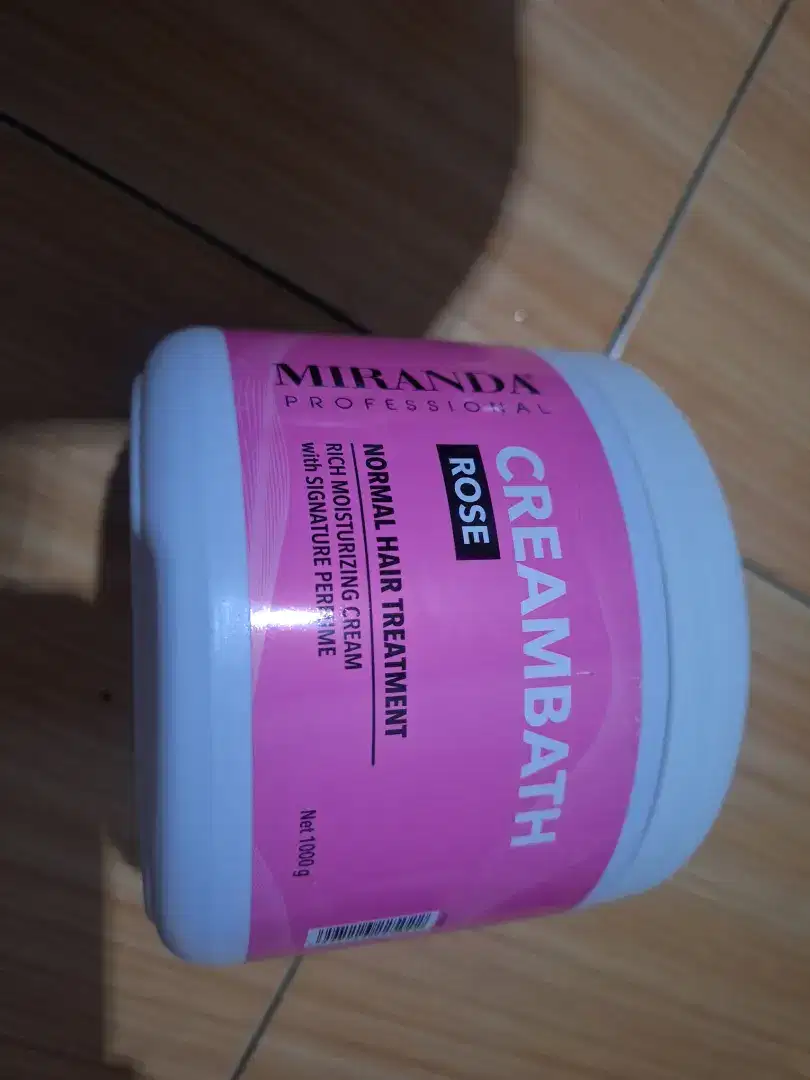 MIRANDA
PROFESSIONAL
CREAMBATH
ROSE
NORMAL HAIR TREATMENT
RICH MOISTURIZING CREAM
with SIGNATURE PERFUME
Net 1000 g